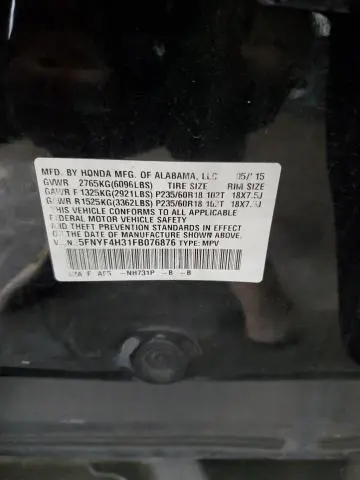 MFD. BY HONDA MFG. OF ALABAMA, LLC 05/15
GVWR 2765KG(6096LBS) TIRE SIZE RIM SIZE
GAWR F 1325KG(2921LBS) P235/60R18 102T 18X7.5J
GAWR R1525KG(3362LBS) P235/60R18 102T 18X7.5J
THIS VEHICLE CONFORMS TO ALL APPLICABLE
FEDERAL MOTOR VEHICLE SAFETY
AND THEFT PREVENTION STANDARDS IN EFFECT
ON THE DATE OF MANUFACTURE SHOWN ABOVE.
V.I.N. 5FNYF4H31FB076876 TYPE: MPV
NH731P -B -B